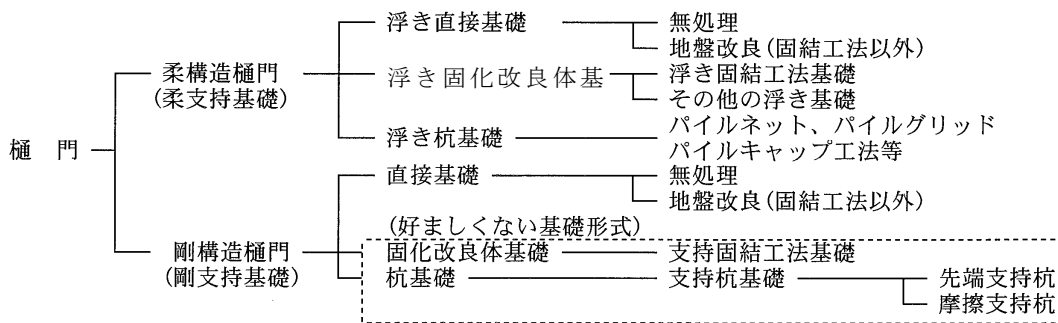 浮き直接基礎 無処理
地盤改良(固結工法以外)
柔構造樋門 浮き固化改良体基 浮き固結工法基礎
(柔支持基礎) その他の浮き基礎
樋 門 浮き杭基礎 パイルネット、パイルグリッド
パイルキャップ工法等
直接基礎 無処理
地盤改良(固結工法以外)
(好ましくない基礎形式)
剛構造樋門 固化改良体基礎 支持固結工法基礎
(剛支持基礎) 杭基礎 支持杭基礎 先端支持杭
摩擦支持杭